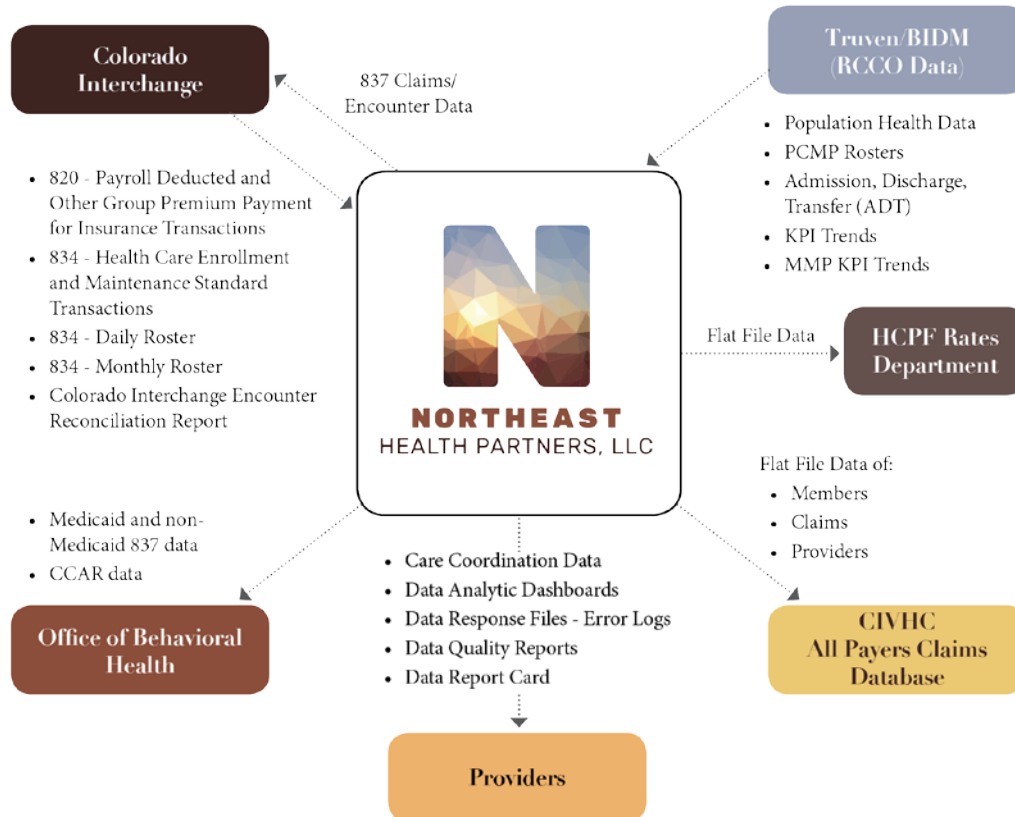 Colorado
Interchange
837 Claims/
Encounter Data
Truven/BIDM
(RCCO Data)
• Population Health Data
• PCMP Rosters
• Admission, Discharge,
Transfer (ADT)
• KPI Trends
• MMP KPI Trends
• 820 - Payroll Deducted and
Other Group Premium Payment
for Insurance Transactions
• 834 - Health Care Enrollment
and Maintenance Standard
Transactions
• 834 - Daily Roster
• 834 - Monthly Roster
• Colorado Interchange Encounter
Reconciliation Report
N
NORTHEAST
HEALTH PARTNERS, LLC
Flat File Data
HCPF Rates
Department
Flat File Data of:
• Members
• Claims
• Providers
• Medicaid and non-
Medicaid 837 data
• CCAR data
Office of Behavioral
Health
• Care Coordination Data
• Data Analytic Dashboards
• Data Response Files - Error Logs
• Data Quality Reports
• Data Report Card
CIVHC
All Payers Claims
Database
Providers